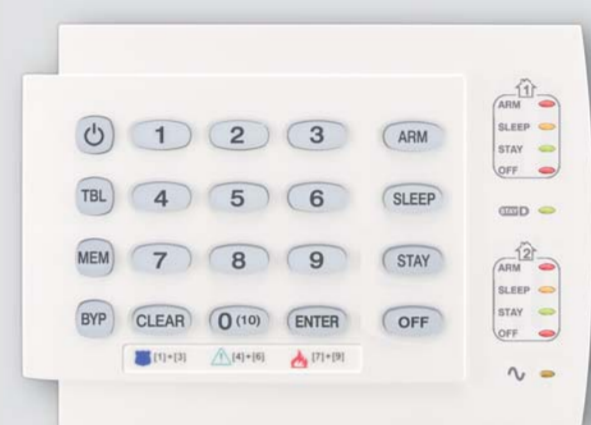 1 2 3 ARM
TBL 4 5 6 SLEEP
MEM 7 8 9 STAY
BYP CLEAR 0 (10) ENTER OFF
[1]+[3] [4]+[6] [7]+[9]
1
ARM
SLEEP
STAY
OFF
STAY D
2
ARM
SLEEP
STAY
OFF